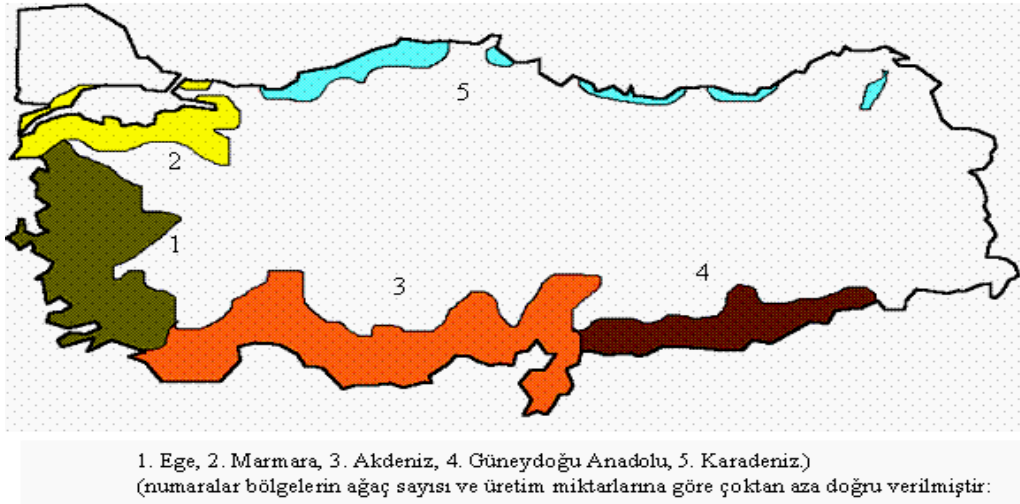 5
2
1
3
4
1. Ege, 2. Marmara, 3. Akdeniz, 4. Güneydoğu Anadolu, 5. Karadeniz.)
(numaralar bölgelerin ağaç sayısı ve üretim miktarlarına göre çoktan aza doğru verilmiştir: